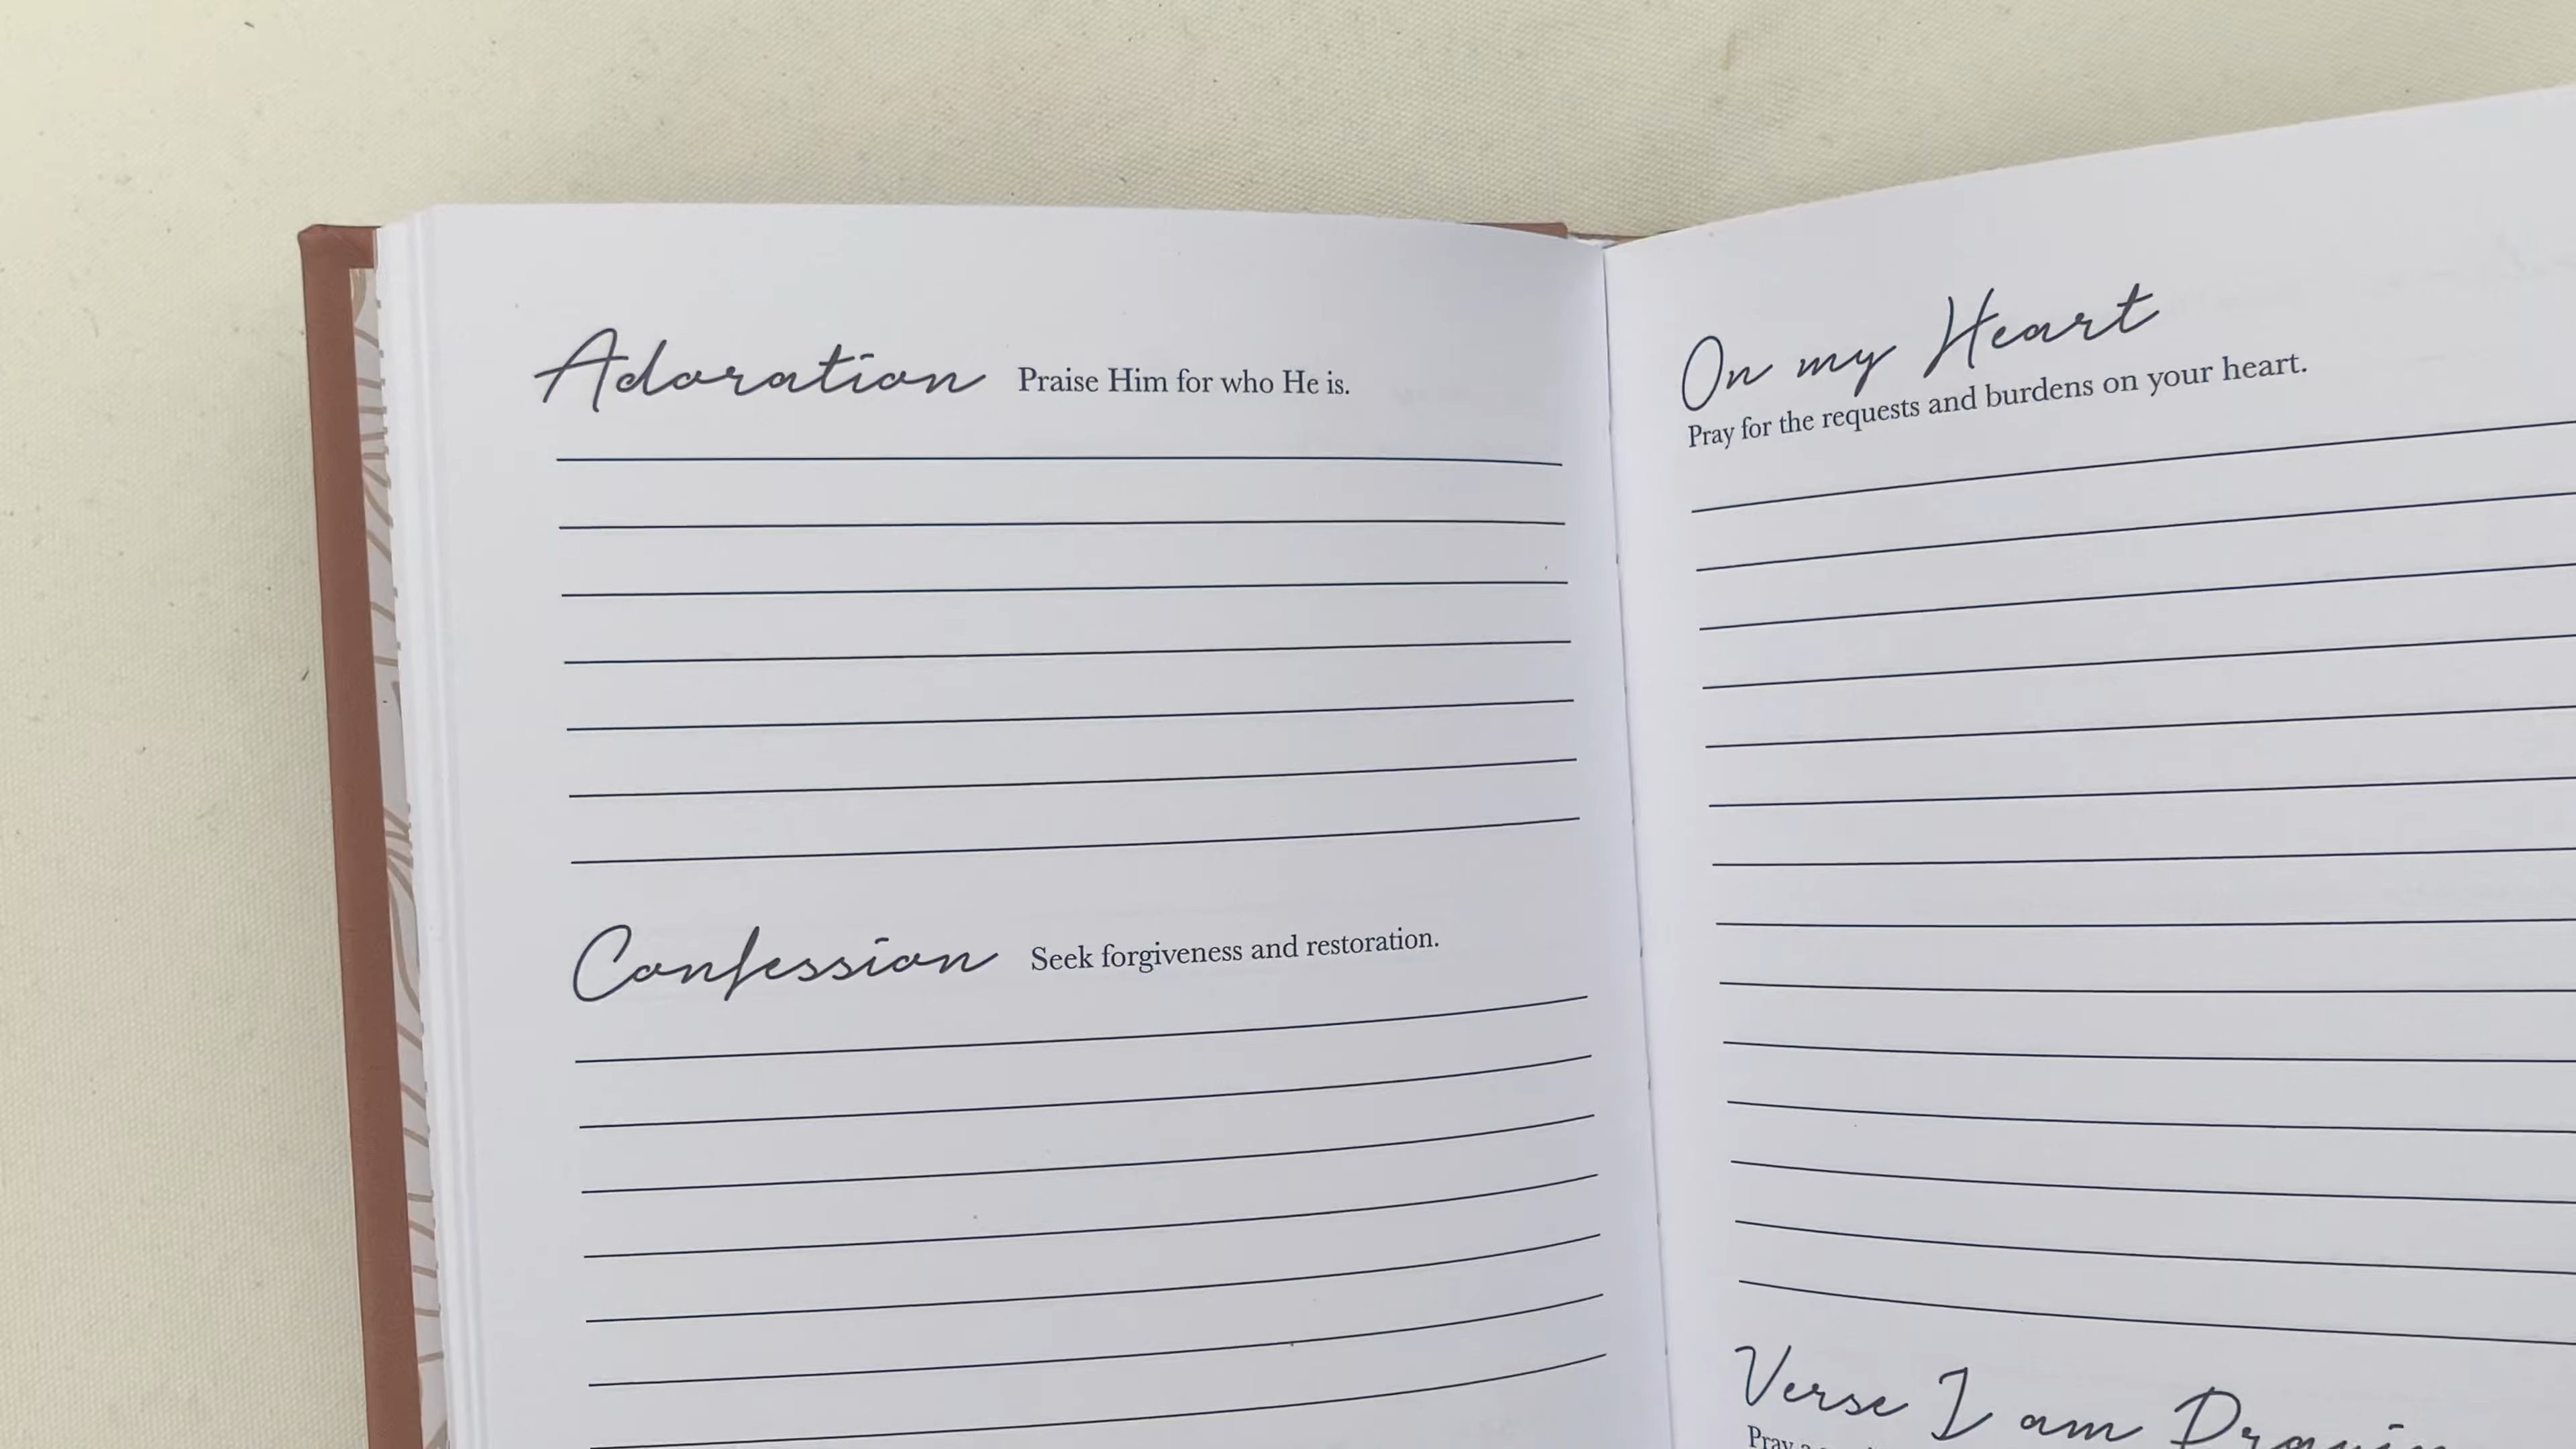 Adoration Praise Him for who He is.
Confession Seek forgiveness and restoration.
On my Heart
Pray for the requests and burdens on your heart.
Verse I am
Pray